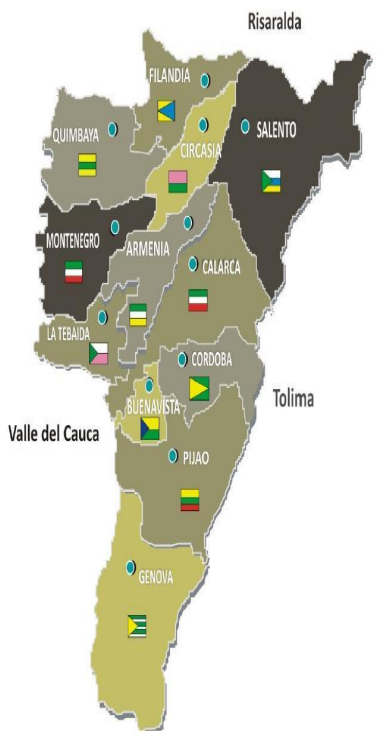 Risaralda
FILANDIA
QUIMBAYA
CIRCASIA
SALENTO
MONTENEGRO
ARMENIA
CALARCA
LA TEBAIDA
CORDOBA
Tolima
BUENAVISTA
Valle del Cauca
PIJAO
GENOVA